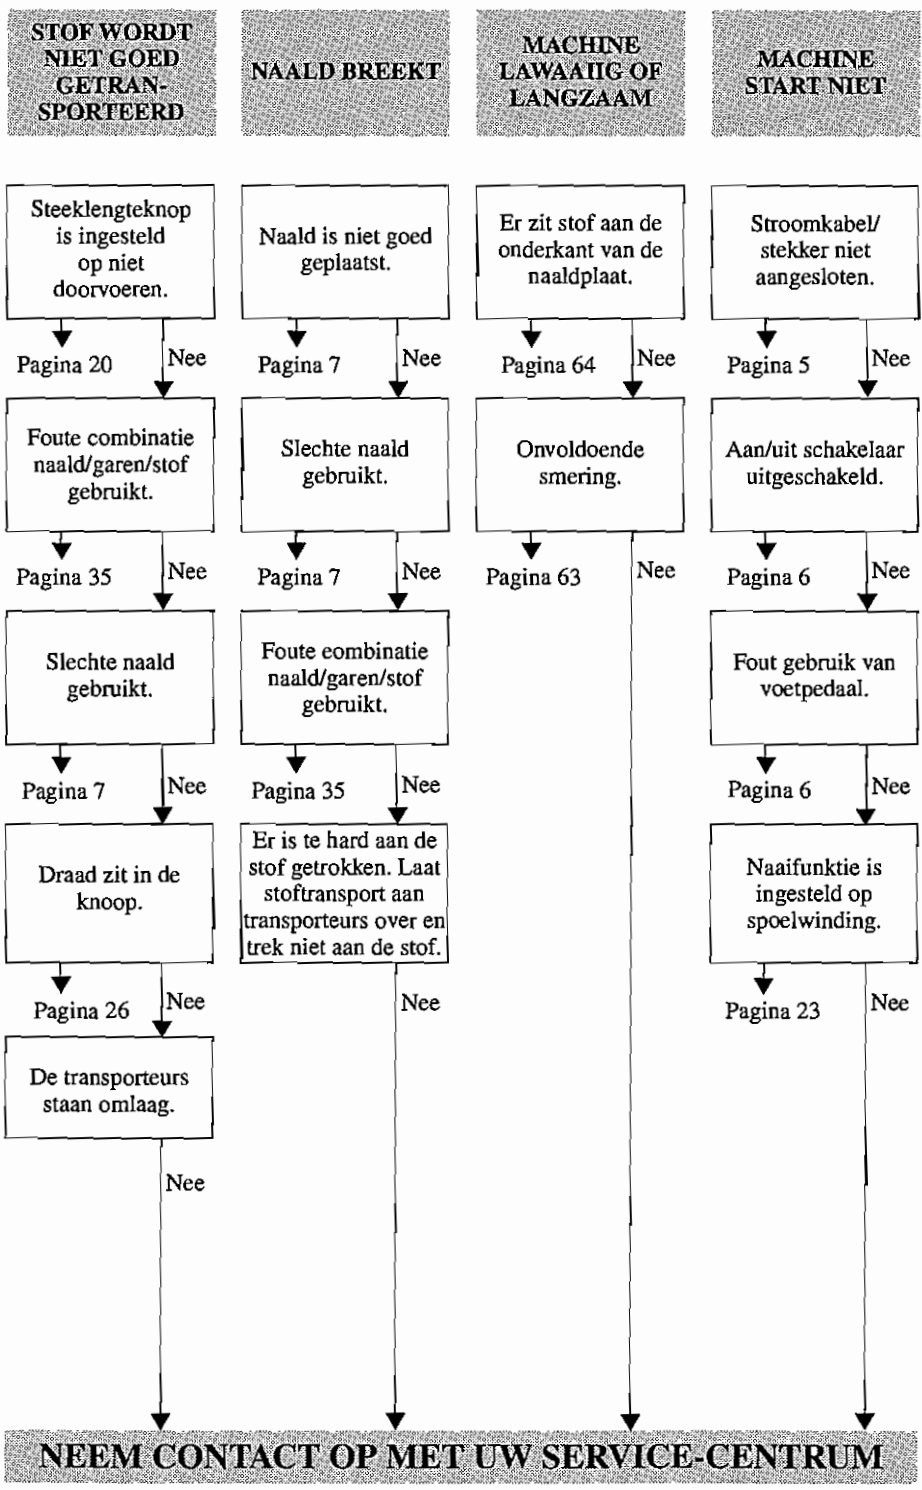 STOF WORDT
NIET GOED
GETRAN-
SPORTEERD
Steeklengteknop
is ingesteld
op niet
doorvoeren.
Pagina 20
Nee
Foute combinatie
naald/garen/stof
gebruikt.
Pagina 35
Nee
Slechte naald
gebruikt.
Pagina 7
Nee
Draad zit in de
knoop.
Pagina 26
Nee
De transporteurs
staan omlaag.
Nee
NAALD BREEKT
Naald is niet goed
geplaatst.
Pagina 7
Nee
Slechte naald
gebruikt.
Pagina 7
Nee
Foute eombinatie
naald/garen/stof
gebruikt.
Pagina 35
Nee
Er is te hard aan de
stof getrokken. Laat
stoftransport aan
transporteurs over en
trek niet aan de stof.
Nee
MACHINE
LAWAAIIG OF
LANGZAAM
Er zit stof aan de
onderkant van de
naaldplaat.
Pagina 64
Nee
Onvoldoende
smering.
Pagina 63
Nee
MACHINE
START NIET
Stroomkabel/
stekker niet
aangesloten.
Pagina 5
Nee
Aan/uit schakelaar
uitgeschakeld.
Pagina 6
Nee
Fout gebruik van
voetpedaal.
Pagina 6
Nee
Naaifunktie is
ingesteld op
spoelwinding.
Pagina 23
Nee
NEEM CONTACT OP MET UW SERVICE-CENTRUM